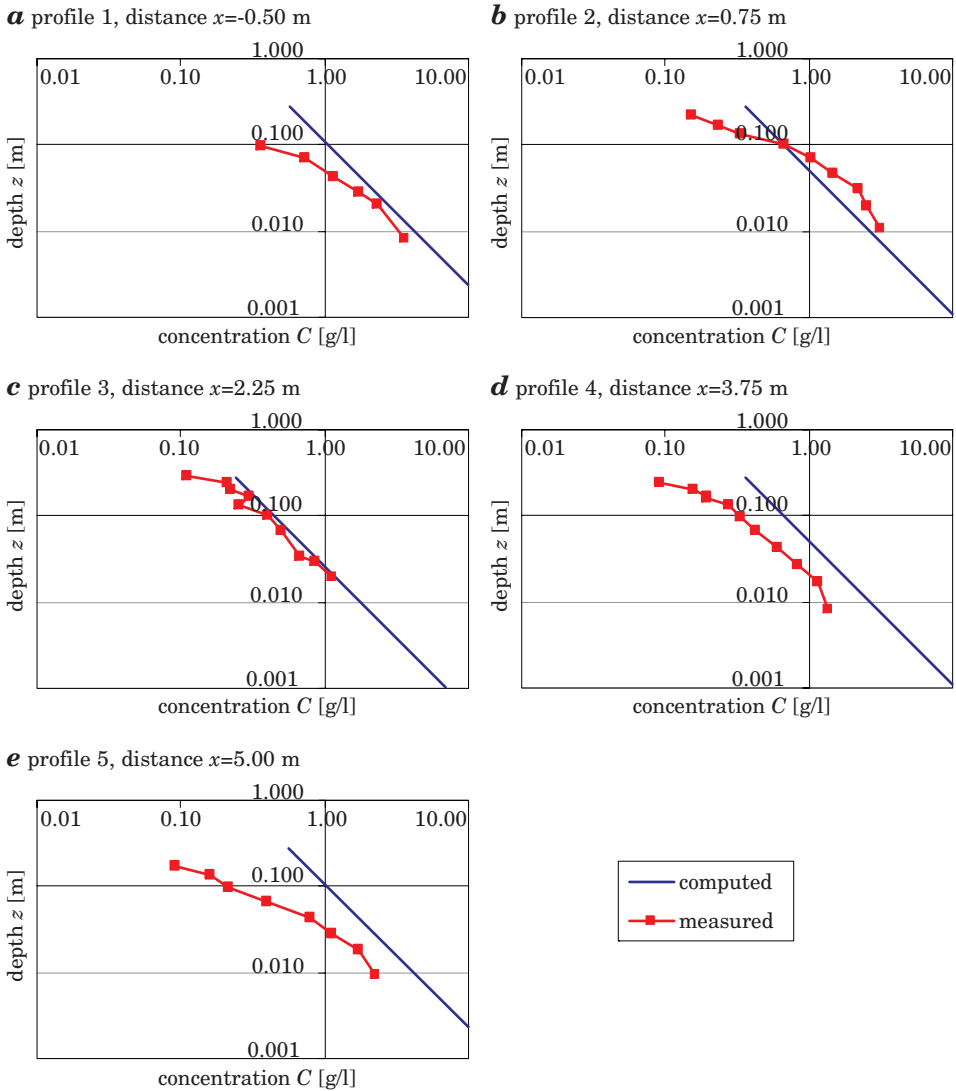 a profile 1, distance x=-0.50 m
1.000
0.01 0.10 1.00 10.00
0.100
0.010
0.001
depth z [m]
concentration C [g/l]
b profile 2, distance x=0.75 m
1.000
0.01 0.10 1.00 10.00
0.100
0.010
0.001
depth z [m]
concentration C [g/l]
c profile 3, distance x=2.25 m
1.000
0.01 0.10 1.00 10.00
0.100
0.010
0.001
depth z [m]
concentration C [g/l]
d profile 4, distance x=3.75 m
1.000
0.01 0.10 1.00 10.00
0.100
0.010
0.001
depth z [m]
concentration C [g/l]
e profile 5, distance x=5.00 m
1.000
0.01 0.10 1.00 10.00
0.100
0.010
0.001
depth z [m]
concentration C [g/l]
computed
measured